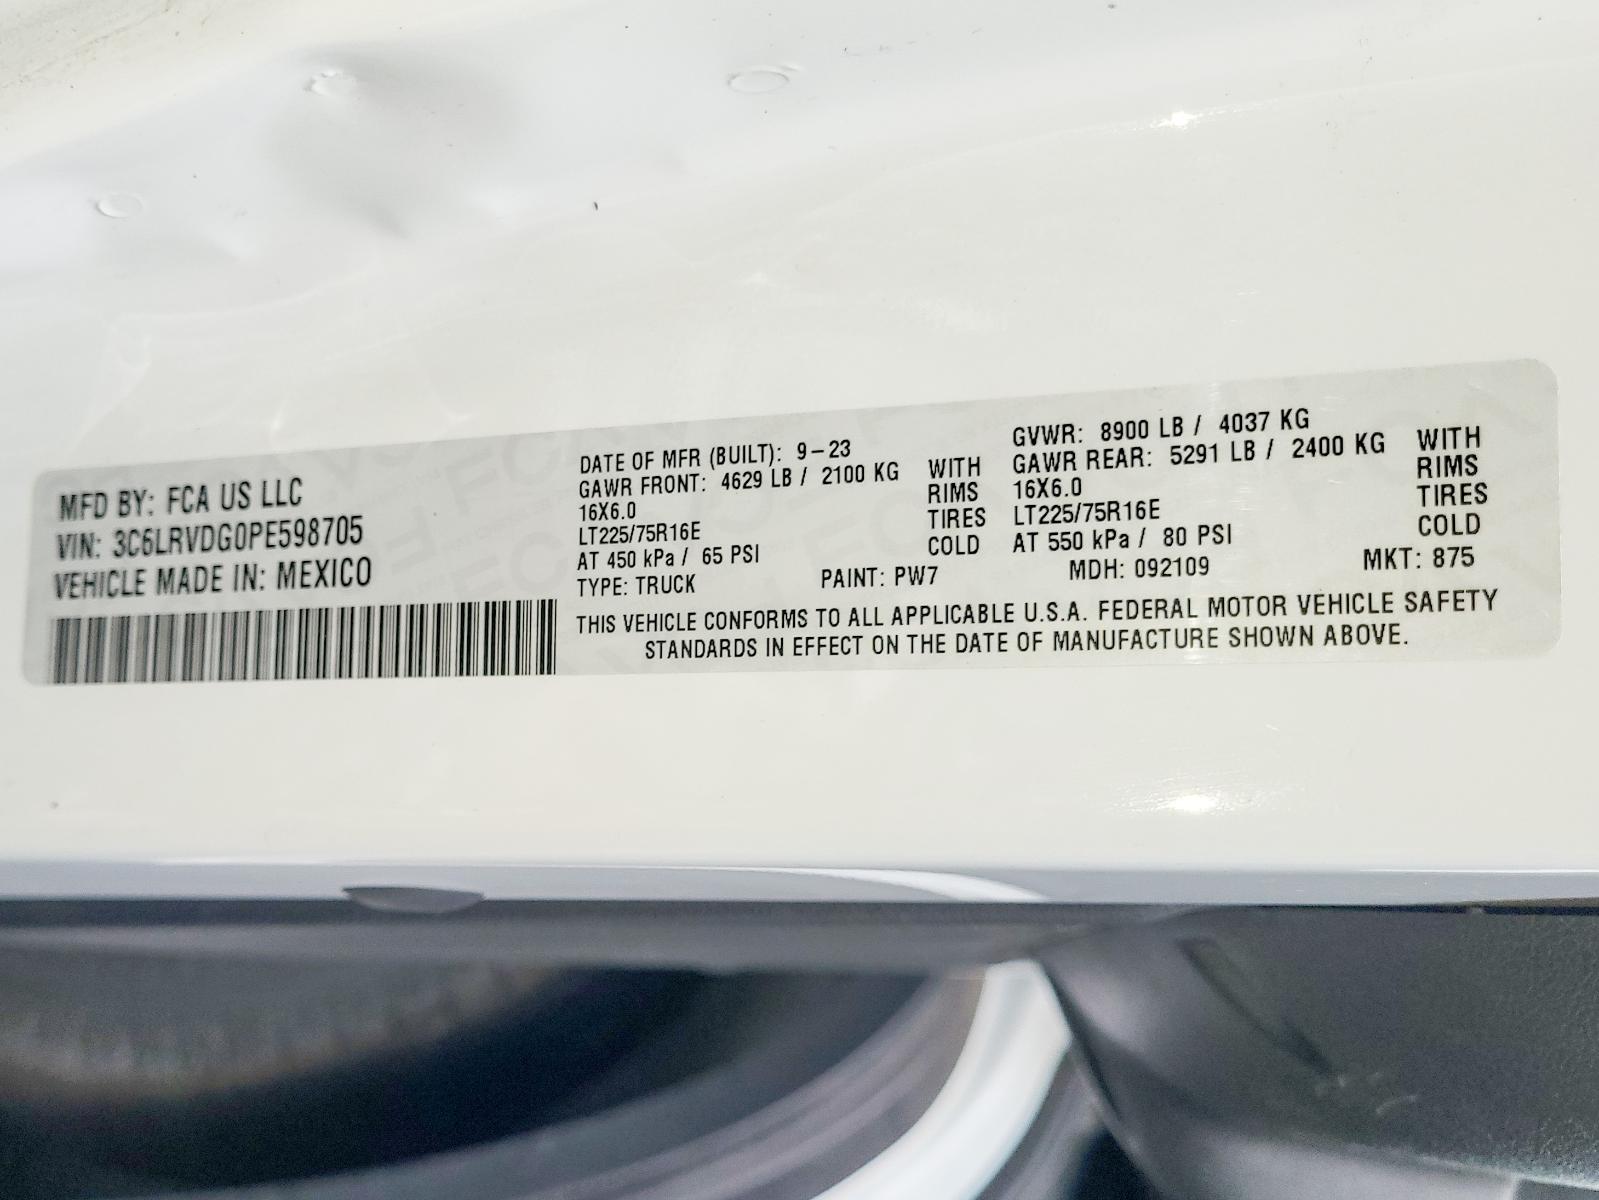 MFD BY: FCA US LLC
VIN: 3C6LRVDG0PE598705
VEHICLE MADE IN: MEXICO
DATE OF MFR (BUILT): 9-23
GAWR FRONT: 4629 LB / 2100 KG WITH
16X6.0 RIMS
LT225/75R16E TIRES
AT 450 kPa / 65 PSI COLD
TYPE: TRUCK PAINT: PW7
GVWR: 8900 LB / 4037 KG
GAWR REAR: 5291 LB / 2400 KG WITH
16X6.0 RIMS
LT225/75R16E TIRES
AT 550 kPa / 80 PSI COLD
MDH: 092109 MKT: 875
THIS VEHICLE CONFORMS TO ALL APPLICABLE U.S.A. FEDERAL MOTOR VEHICLE SAFETY
STANDARDS IN EFFECT ON THE DATE OF MANUFACTURE SHOWN ABOVE.